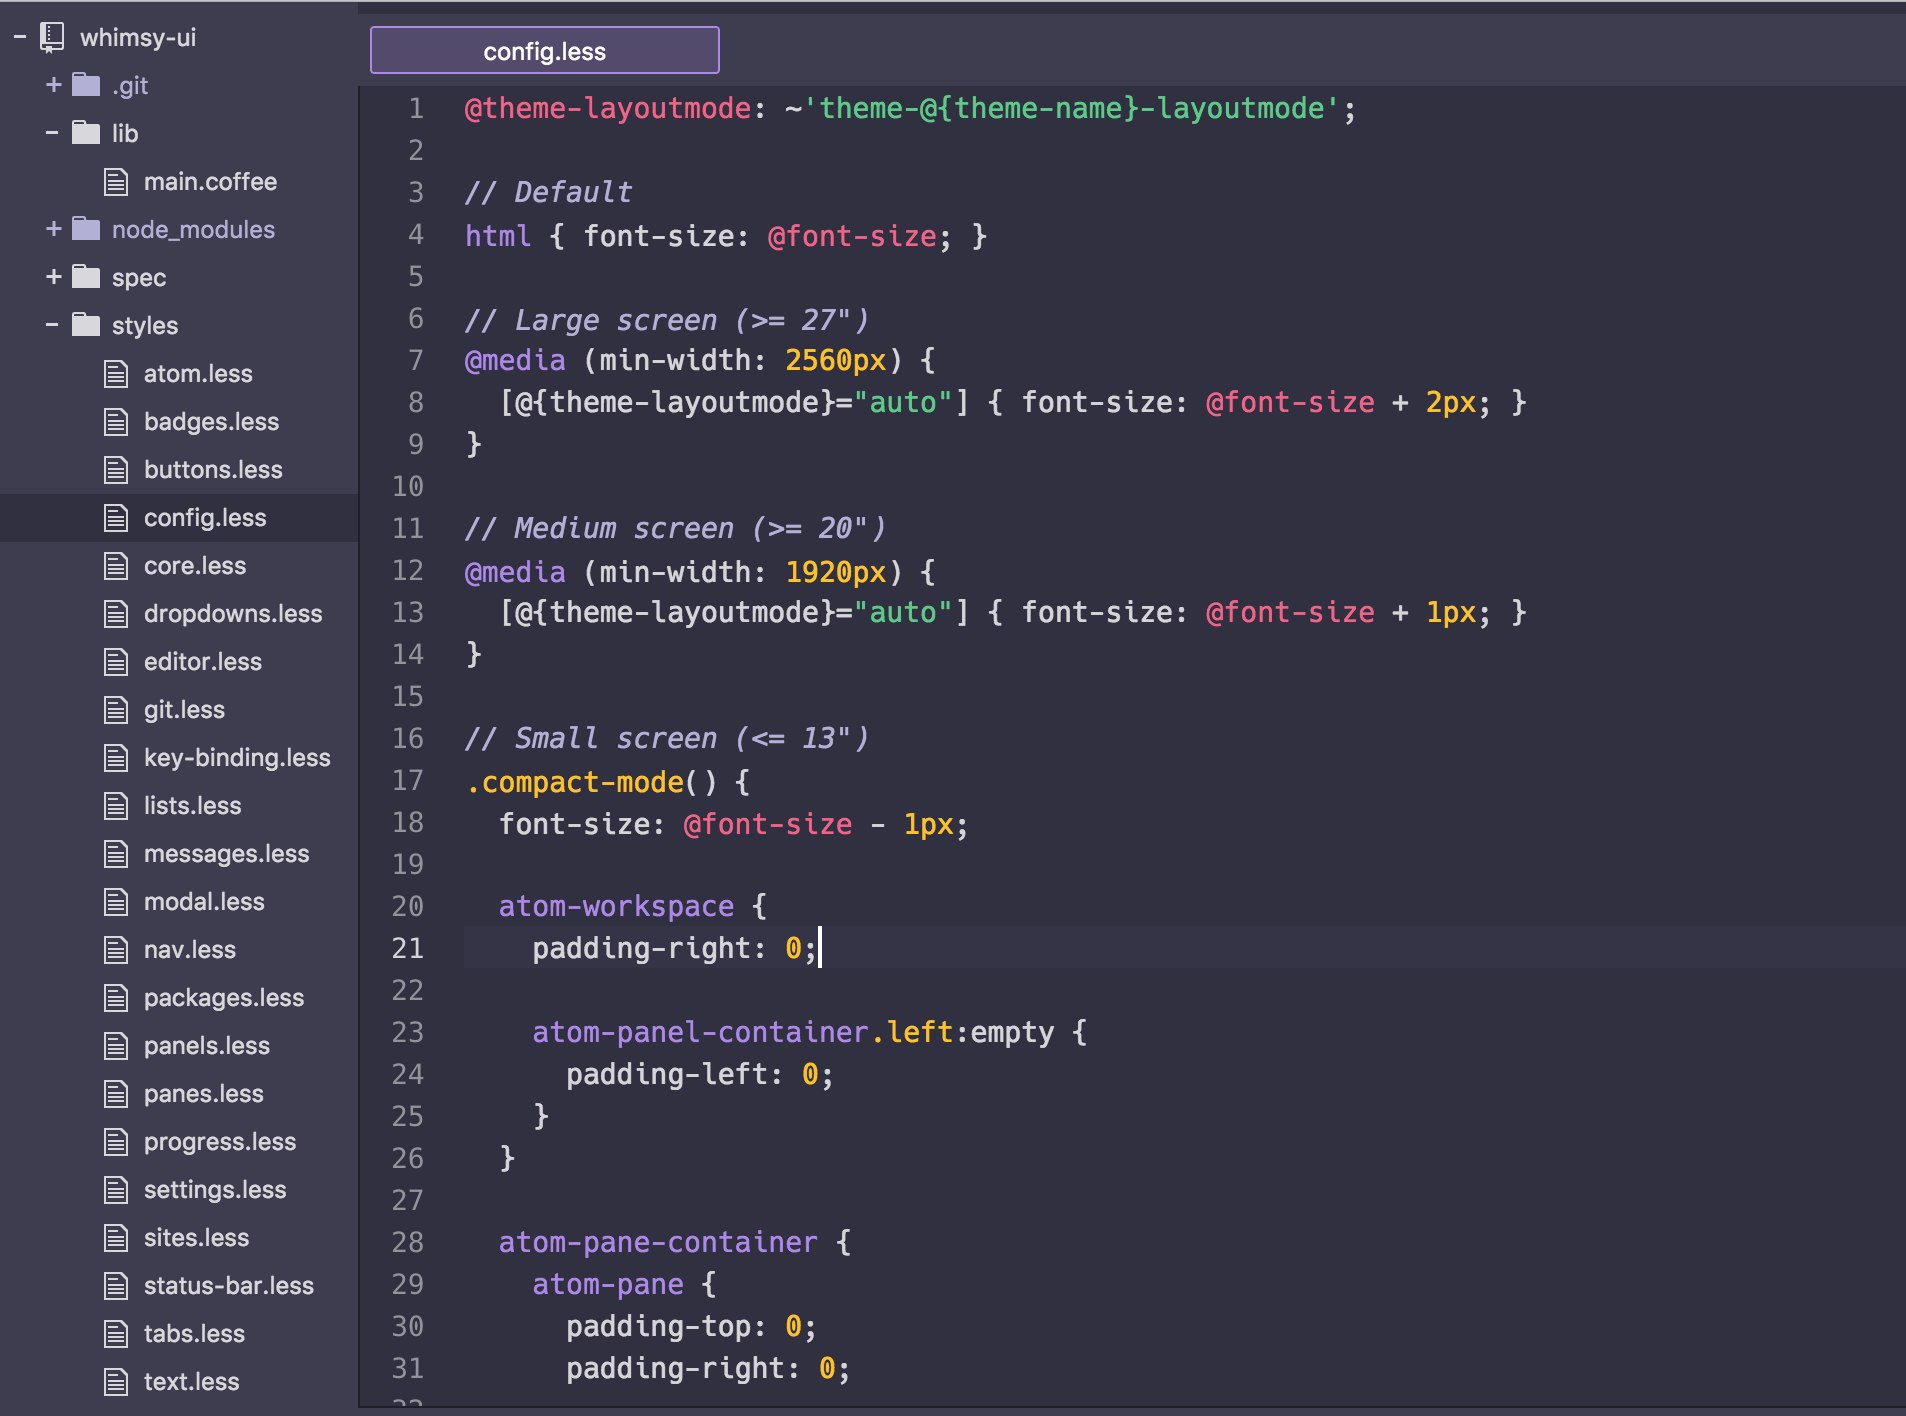 whimsy-ui
.git
lib
main.coffee
node_modules
spec
styles
atom.less
badges.less
buttons.less
config.less
core.less
dropdowns.less
editor.less
git.less
key-binding.less
lists.less
messages.less
modal.less
nav.less
packages.less
panels.less
panes.less
progress.less
settings.less
sites.less
status-bar.less
tabs.less
text.less
config.less
1 @theme-layoutmode: ~'theme-@{theme-name}-layoutmode';
2
3 // Default
4 html { font-size: @font-size; }
5
6 // Large screen (>= 27")
7 @media (min-width: 2560px) {
8 [@{theme-layoutmode}="auto"] { font-size: @font-size + 2px; }
9 }
10
11 // Medium screen (>= 20")
12 @media (min-width: 1920px) {
13 [@{theme-layoutmode}="auto"] { font-size: @font-size + 1px; }
14 }
15
16 // Small screen (<= 13")
17 .compact-mode() {
18 font-size: @font-size - 1px;
19
20 atom-workspace {
21 padding-right: 0;
22
23 atom-panel-container.left:empty {
24 padding-left: 0;
25 }
26 }
27
28 atom-pane-container {
29 atom-pane {
30 padding-top: 0;
31 padding-right: 0;